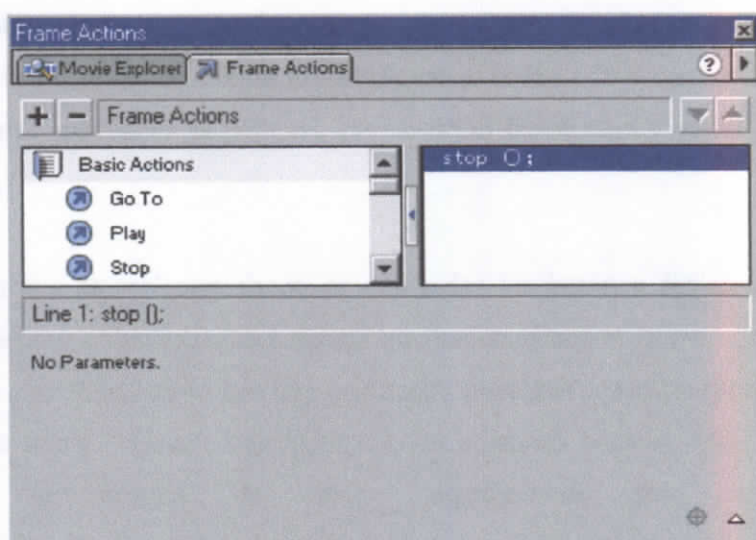 Frame Actions
Movie Explorer Frame Actions ?
+ - Frame Actions
Basic Actions
Go To
Play
Stop
stop ();
Line 1: stop ();
No Parameters.